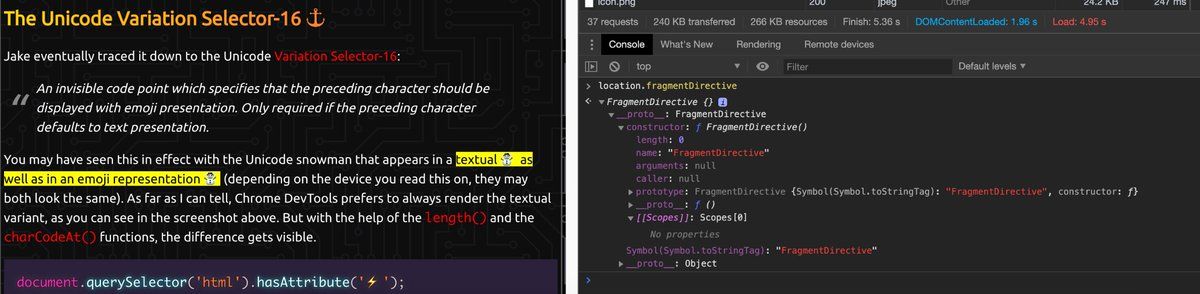 The Unicode Variation Selector-16 ⚓
Jake eventually traced it down to the Unicode Variation Selector-16:
“ An invisible code point which specifies that the preceding character should be
displayed with emoji presentation. Only required if the preceding character
defaults to text presentation.
You may have seen this in effect with the Unicode snowman that appears in a textual ☃ as
well as in an emoji representation ☃️ (depending on the device you read this on, they may
both look the same). As far as I can tell, Chrome DevTools prefers to always render the textual
variant, as you can see in the screenshot above. But with the help of the length() and the
charCodeAt() functions, the difference gets visible.
document.querySelector('html').hasAttribute('⚡');
icon.png 200 jpeg Other 24.2 KB 247 ms
37 requests 240 KB transferred 266 KB resources Finish: 5.36 s DOMContentLoaded: 1.96 s Load: 4.95 s
Console What's New Rendering Remote devices
top ▼ Filter Default levels ▼
> location.fragmentDirective
▼FragmentDirective {} i
▼__proto__: FragmentDirective
▼constructor: ƒ FragmentDirective()
length: 0
name: "FragmentDirective"
arguments: null
caller: null
▶prototype: FragmentDirective {Symbol(Symbol.toStringTag): "FragmentDirective", constructor: ƒ}
▶__proto__: ƒ ()
▼[[Scopes]]: Scopes[0]
No properties
Symbol(Symbol.toStringTag): "FragmentDirective"
▶__proto__: Object
>